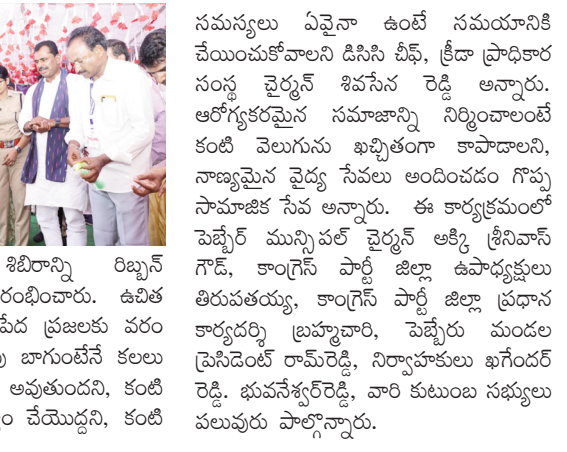 శిబిరాన్ని రిబ్బన్
రంభించారు. ఉచిత
పేద ప్రజలకు వరం
బాగుంటేనే కలలు
అవుతుందని, కంటి
చేయొద్దని, కంటి
సమస్యలు ఏవైనా ఉంటే సమయానికి
చేయించుకోవాలని డిసిసి చీఫ్, క్రీడా ప్రాధికార
సంస్థ చైర్మన్ శివసేన రెడ్డి అన్నారు.
ఆరోగ్యకరమైన సమాజాన్ని నిర్మించాలంటే
కంటి వెలుగును ఖచ్చితంగా కాపాడాలని,
నాణ్యమైన వైద్య సేవలు అందించడం గొప్ప
సామాజిక సేవ అన్నారు. ఈ కార్యక్రమంలో
పెబ్బేర్ మున్సిపల్ చైర్మన్ అక్కి శ్రీనివాస్
గౌడ్, కాంగ్రెస్ పార్టీ జిల్లా ఉపాధ్యక్షులు
తిరుపతయ్య, కాంగ్రెస్ పార్టీ జిల్లా ప్రధాన
కార్యదర్శి బ్రహ్మచారి, పెబ్బేరు మండల
ప్రెసిడెంట్ రామ్‌రెడ్డి, నిర్వాహకులు ఖగేందర్
రెడ్డి. భువనేశ్వర్‌రెడ్డి, వారి కుటుంబ సభ్యులు
పలువురు పాల్గొన్నారు.